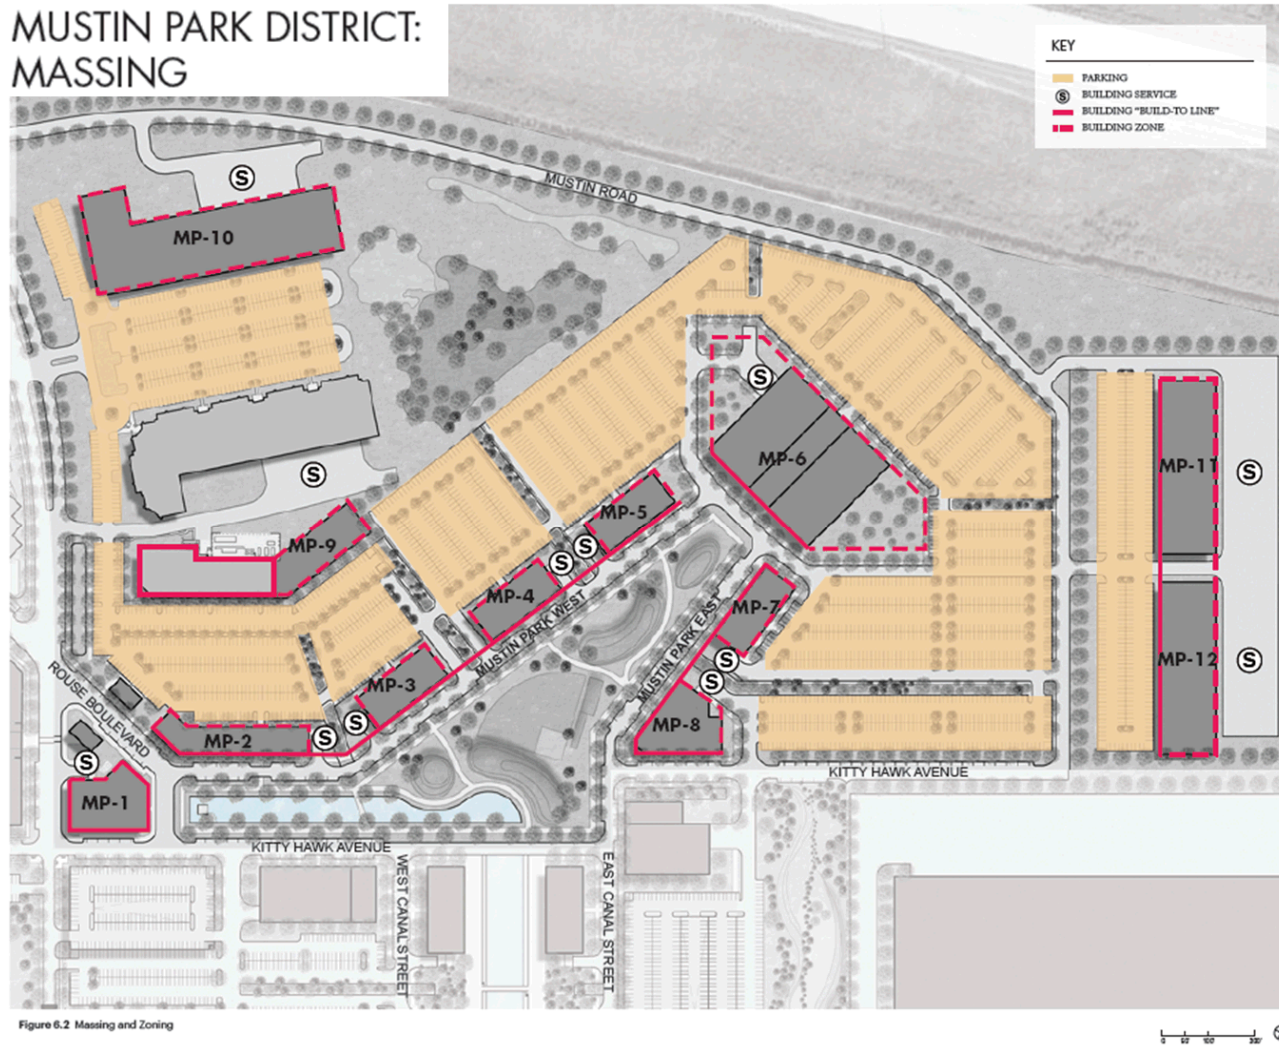 MUSTIN PARK DISTRICT:
MASSING
KEY
PARKING
S BUILDING SERVICE
BUILDING "BUILD-TO LINE"
BUILDING ZONE
MUSTIN ROAD
S
MP-10
S
MP-6
MP-11
S
S
MP-5
MP-9
S
S
MP-4
MUSTIN PARK WEST
MP-7
MUSTIN PARK EAST
S
MP-12
S
S
MP-3
ROUSE BOULEVARD
S
S
MP-2
MP-8
S
KITTY HAWK AVENUE
MP-1
KITTY HAWK AVENUE
WEST CANAL STREET
EAST CANAL STREET
Figure 6.2 Massing and Zoning
0
300'